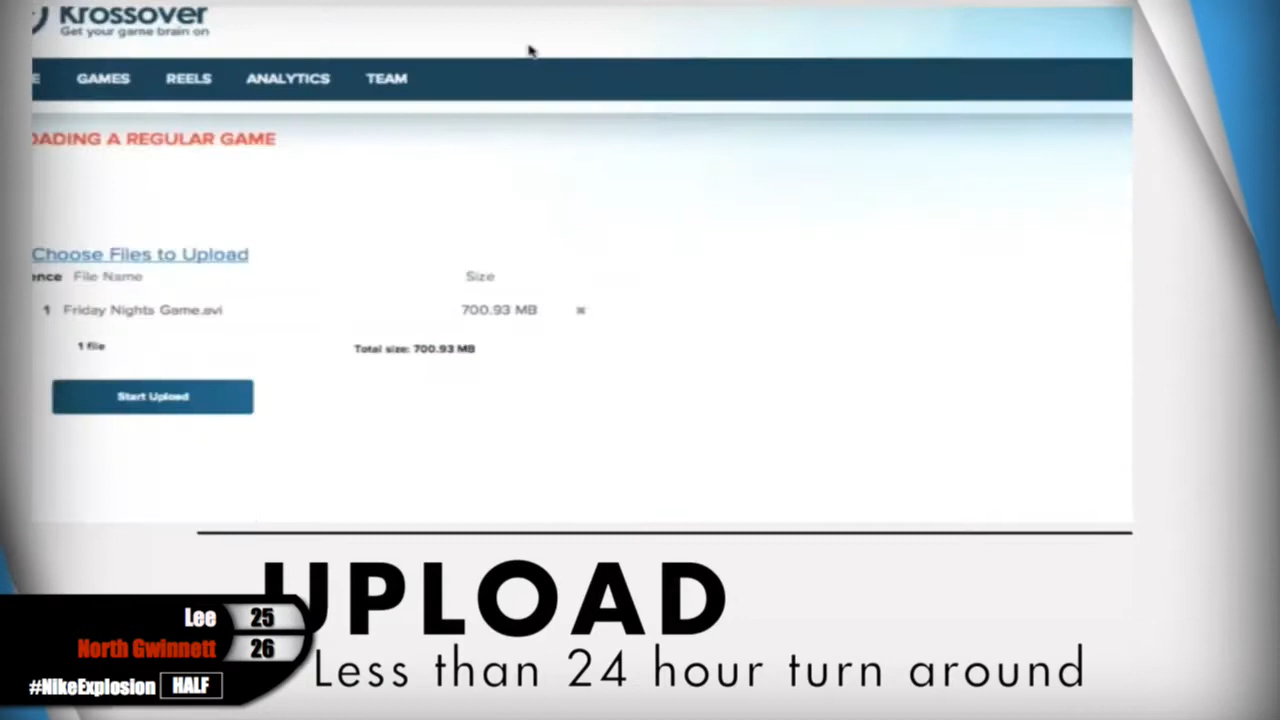 Krossover
Get your game brain on
E GAMES REELS ANALYTICS TEAM
OADING A REGULAR GAME
Choose Files to Upload
ence File Name Size
1 Friday Nights Game.avi 700.93 MB
1 file Total size: 700.93 MB
Start Upload
UPLOAD
Less than 24 hour turn around
Lee 25
North Gwinnett 26
#NikeExplosion HALF